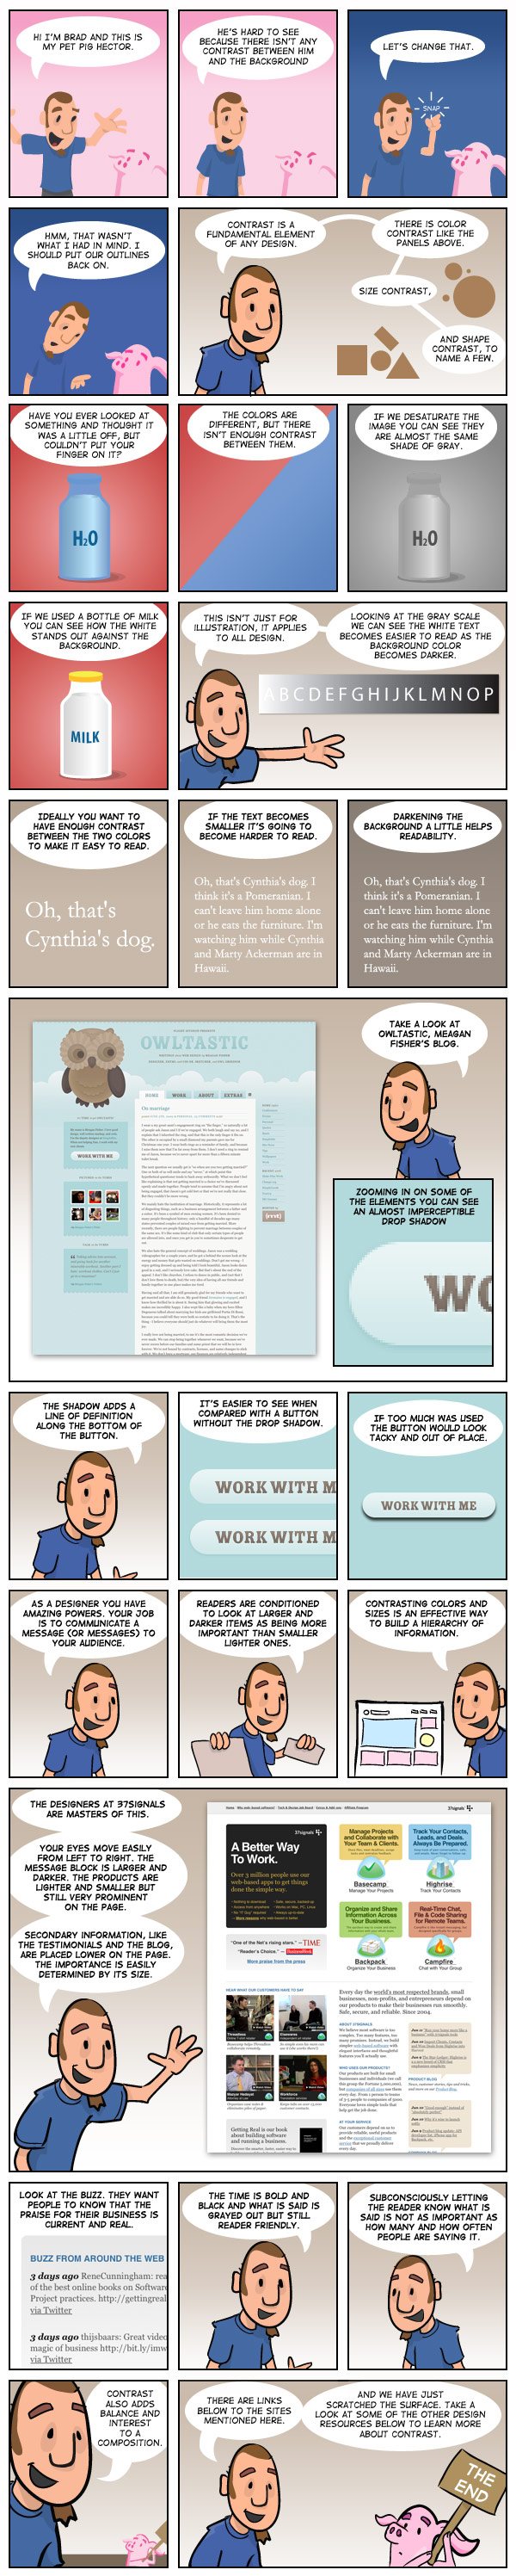 HI I'M BRAD AND THIS IS
MY PET PIG HECTOR.
HE'S HARD TO SEE
BECAUSE THERE ISN'T ANY
CONTRAST BETWEEN HIM
AND THE BACKGROUND
LET'S CHANGE THAT.
SNAP
HMM, THAT WASN'T
WHAT I HAD IN MIND. I
SHOULD PUT OUR OUTLINES
BACK ON.
CONTRAST IS A
FUNDAMENTAL ELEMENT
OF ANY DESIGN.
THERE IS COLOR
CONTRAST LIKE THE
PANELS ABOVE.
SIZE CONTRAST,
AND SHAPE
CONTRAST, TO
NAME A FEW.
HAVE YOU EVER LOOKED AT
SOMETHING AND THOUGHT IT
WAS A LITTLE OFF, BUT
COULDN'T PUT YOUR
FINGER ON IT?
H2O
THE COLORS ARE
DIFFERENT, BUT THERE
ISN'T ENOUGH CONTRAST
BETWEEN THEM.
IF WE DESATURATE THE
IMAGE YOU CAN SEE THEY
ARE ALMOST THE SAME
SHADE OF GRAY.
H2O
IF WE USED A BOTTLE OF MILK
YOU CAN SEE HOW THE WHITE
STANDS OUT AGAINST THE
BACKGROUND.
MILK
THIS ISN'T JUST FOR
ILLUSTRATION, IT APPLIES
TO ALL DESIGN.
LOOKING AT THE GRAY SCALE
WE CAN SEE THE WHITE TEXT
BECOMES EASIER TO READ AS THE
BACKGROUND COLOR
BECOMES DARKER.
ABCDEFGHIJKLMNOP
IDEALLY YOU WANT TO
HAVE ENOUGH CONTRAST
BETWEEN THE TWO COLORS
TO MAKE IT EASY TO READ.
Oh, that's
Cynthia's dog.
IF THE TEXT BECOMES
SMALLER IT'S GOING TO
BECOME HARDER TO READ.
Oh, that's Cynthia's dog. I
think it's a Pomeranian. I
can't leave him home alone
or he eats the furniture. I'm
watching him while Cynthia
and Marty Ackerman are in
Hawaii.
DARKENING THE
BACKGROUND A LITTLE HELPS
READABILITY.
Oh, that's Cynthia's dog. I
think it's a Pomeranian. I
can't leave him home alone
or he eats the furniture. I'm
watching him while Cynthia
and Marty Ackerman are in
Hawaii.
OWLTASTIC
HOME WORK ABOUT EXTRAS
On marriage
WORK WITH ME
TAKE A LOOK AT
OWLTASTIC, MEAGAN
FISHER'S BLOG.
ZOOMING IN ON SOME OF
THE ELEMENTS YOU CAN SEE
AN ALMOST IMPERCEPTIBLE
DROP SHADOW
WO
THE SHADOW ADDS A
LINE OF DEFINITION
ALONG THE BOTTOM OF
THE BUTTON.
IT'S EASIER TO SEE WHEN
COMPARED WITH A BUTTON
WITHOUT THE DROP SHADOW.
WORK WITH M
WORK WITH M
IF TOO MUCH WAS USED
THE BUTTON WOULD LOOK
TACKY AND OUT OF PLACE.
WORK WITH ME
AS A DESIGNER YOU HAVE
AMAZING POWERS. YOUR JOB
IS TO COMMUNICATE A
MESSAGE (OR MESSAGES) TO
YOUR AUDIENCE.
READERS ARE CONDITIONED
TO LOOK AT LARGER AND
DARKER ITEMS AS BEING MORE
IMPORTANT THAN SMALLER
LIGHTER ONES.
CONTRASTING COLORS AND
SIZES IS AN EFFECTIVE WAY
TO BUILD A HIERARCHY OF
INFORMATION.
THE DESIGNERS AT 37SIGNALS
ARE MASTERS OF THIS.
YOUR EYES MOVE EASILY
FROM LEFT TO RIGHT. THE
MESSAGE BLOCK IS LARGER AND
DARKER. THE PRODUCTS ARE
LIGHTER AND SMALLER BUT
STILL VERY PROMINENT
ON THE PAGE.
SECONDARY INFORMATION, LIKE
THE TESTIMONIALS AND THE BLOG,
ARE PLACED LOWER ON THE PAGE.
THE IMPORTANCE IS EASILY
DETERMINED BY ITS SIZE.
37signals
A Better Way
To Work.
Over 3 million people use our
web-based apps to get things
done the simple way.
Manage Projects
and Collaborate with
Your Team & Clients.
Basecamp
Manage Your Projects
Track Your Contacts,
Leads, and Deals.
Always Be Prepared.
Highrise
Track Your Contacts
Organize and Share
Information Across
Your Business.
Backpack
Organize Your Business
Real-Time Chat,
File & Code Sharing
for Remote Teams.
Campfire
Chat with Your Group
"One of the Net's rising stars." —TIME
"Reader's Choice." —
More praise from the press
HEAR WHAT OUR CUSTOMERS HAVE TO SAY
Every day the world's most respected brands, small
businesses, non-profits, and entrepreneurs depend on
our products to make their businesses run smoothly.
Safe, secure, and reliable. Since 2004.
ABOUT 37SIGNALS
WHO USES OUR PRODUCTS?
PRODUCT BLOG
AT YOUR SERVICE
Getting Real is our book
about building software
and running a business.
LOOK AT THE BUZZ. THEY WANT
PEOPLE TO KNOW THAT THE
PRAISE FOR THEIR BUSINESS IS
CURRENT AND REAL.
BUZZ FROM AROUND THE WEB
3 days ago ReneCunningham: rea
of the best online books on Softwar
Project practices. http://gettingreal
via Twitter
3 days ago thijsbaars: Great video
magic of business http://bit.ly/imw
via Twitter
THE TIME IS BOLD AND
BLACK AND WHAT IS SAID IS
GRAYED OUT BUT STILL
READER FRIENDLY.
SUBCONSCIOUSLY LETTING
THE READER KNOW WHAT IS
SAID IS NOT AS IMPORTANT AS
HOW MANY AND HOW OFTEN
PEOPLE ARE SAYING IT.
CONTRAST
ALSO ADDS
BALANCE AND
INTEREST
TO A
COMPOSITION.
THERE ARE LINKS
BELOW TO THE SITES
MENTIONED HERE.
AND WE HAVE JUST
SCRATCHED THE SURFACE. TAKE A
LOOK AT SOME OF THE OTHER DESIGN
RESOURCES BELOW TO LEARN MORE
ABOUT CONTRAST.
THE
END